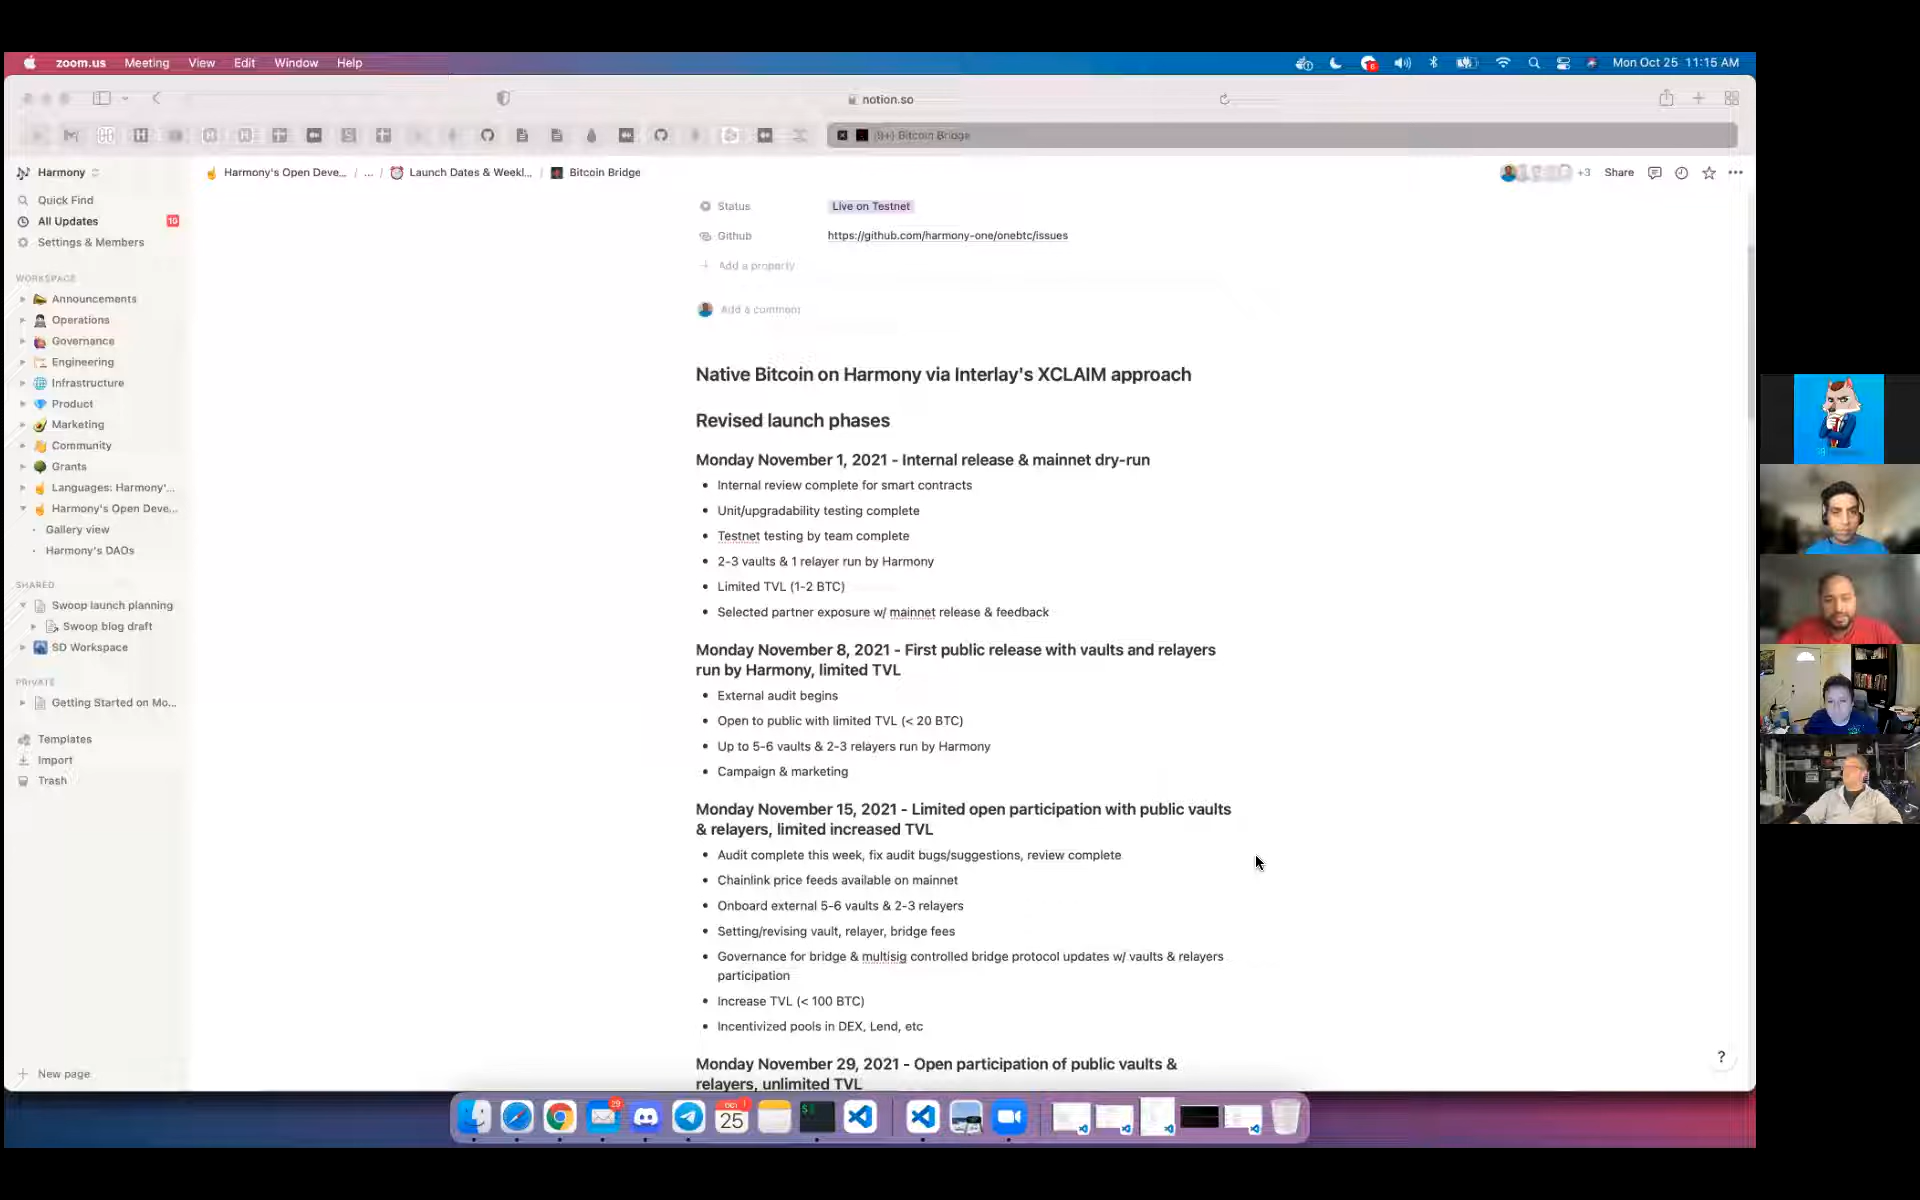 zoom.us Meeting View Edit Window Help
Mon Oct 25 11:15 AM
notion.so
(9+) Bitcoin Bridge
Harmony
Harmony's Open Deve... / ... / Launch Dates & Weekl... / Bitcoin Bridge
+3 Share
Quick Find
All Updates 10
Settings & Members
WORKSPACE
Announcements
Operations
Governance
Engineering
Infrastructure
Product
Marketing
Community
Grants
Languages: Harmony'...
Harmony's Open Deve...
Gallery view
Harmony's DAOs
SHARED
Swoop launch planning
Swoop blog draft
SD Workspace
PRIVATE
Getting Started on Mo...
Templates
Import
Trash
New page
Status Live on Testnet
Github https://github.com/harmony-one/onebtc/issues
Add a property
Add a comment
Native Bitcoin on Harmony via Interlay's XCLAIM approach
Revised launch phases
Monday November 1, 2021 - Internal release & mainnet dry-run
• Internal review complete for smart contracts
• Unit/upgradability testing complete
• Testnet testing by team complete
• 2-3 vaults & 1 relayer run by Harmony
• Limited TVL (1-2 BTC)
• Selected partner exposure w/ mainnet release & feedback
Monday November 8, 2021 - First public release with vaults and relayers
run by Harmony, limited TVL
• External audit begins
• Open to public with limited TVL (< 20 BTC)
• Up to 5-6 vaults & 2-3 relayers run by Harmony
• Campaign & marketing
Monday November 15, 2021 - Limited open participation with public vaults
& relayers, limited increased TVL
• Audit complete this week, fix audit bugs/suggestions, review complete
• Chainlink price feeds available on mainnet
• Onboard external 5-6 vaults & 2-3 relayers
• Setting/revising vault, relayer, bridge fees
• Governance for bridge & multisig controlled bridge protocol updates w/ vaults & relayers
participation
• Increase TVL (< 100 BTC)
• Incentivized pools in DEX, Lend, etc
Monday November 29, 2021 - Open participation of public vaults &
relayers, unlimited TVL
?
OCT
25